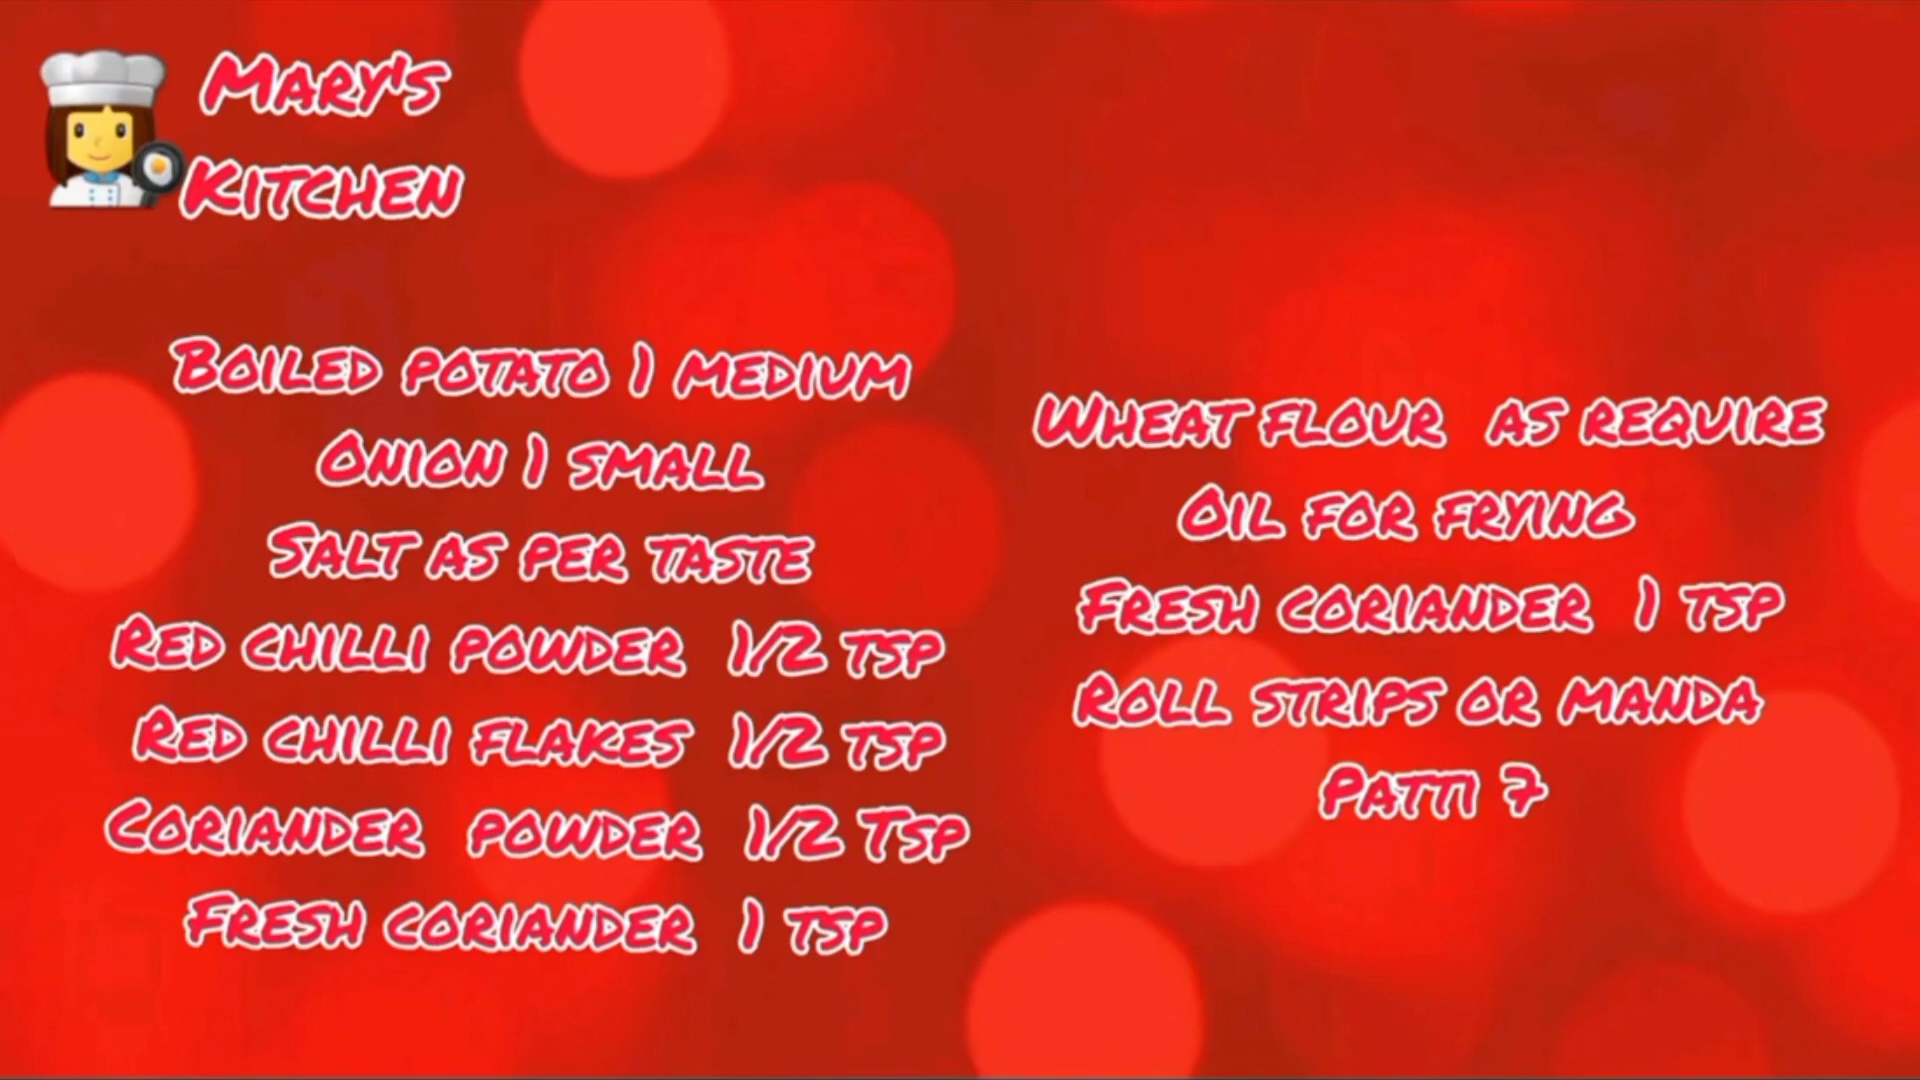 Mary's
Kitchen
Boiled potato 1 medium
Onion 1 small
Salt as per taste
Red chilli powder 1/2 tsp
Red chilli flakes 1/2 tsp
Coriander powder 1/2 Tsp
Fresh coriander 1 tsp
Wheat flour as require
Oil for frying
Fresh coriander 1 tsp
Roll strips or manda
Patti 7